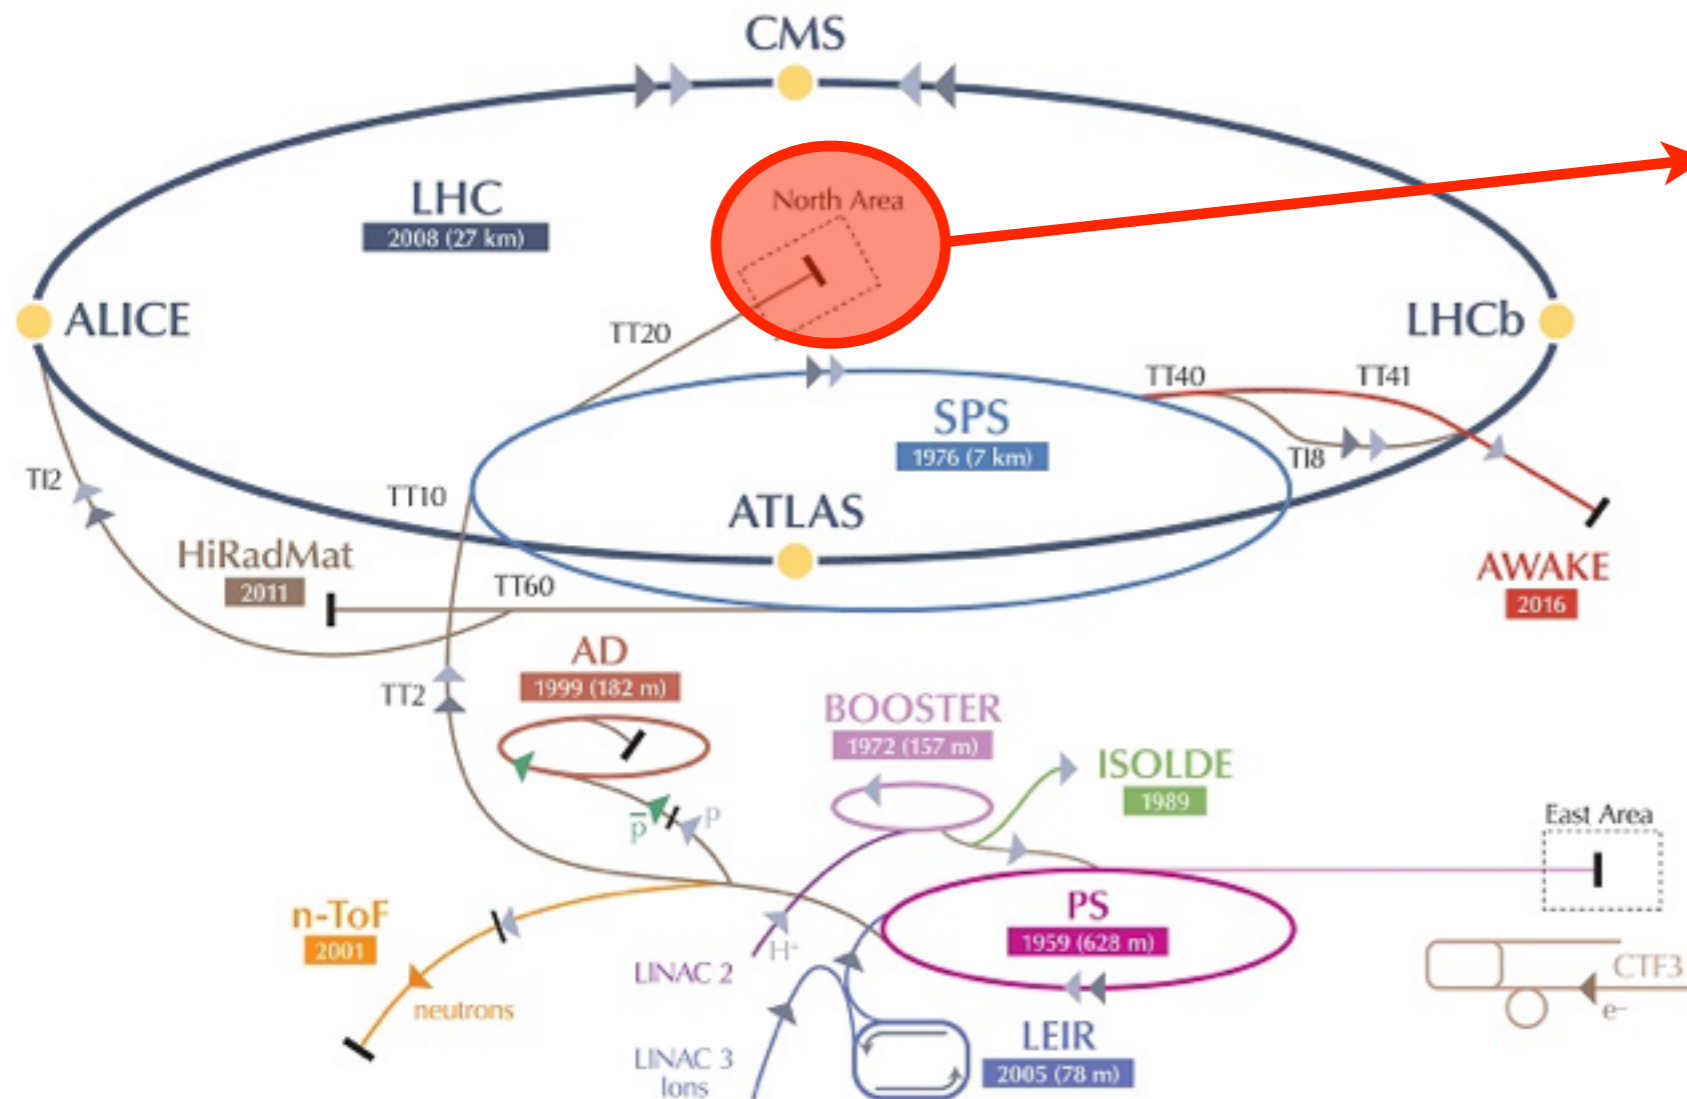 CMS
North Area
LHC
2008 (27 km)
ALICE
LHCb
TT20
TT40
TT41
SPS
1976 (7 km)
TI8
TI2
TT10
ATLAS
HiRadMat
2011
TT60
AWAKE
2016
AD
1999 (182 m)
TT2
BOOSTER
1972 (157 m)
ISOLDE
1989
p̅
p
East Area
n-ToF
2001
PS
1959 (628 m)
H⁺
LINAC 2
neutrons
CTF3
e⁻
LEIR
2005 (78 m)
LINAC 3
Ions